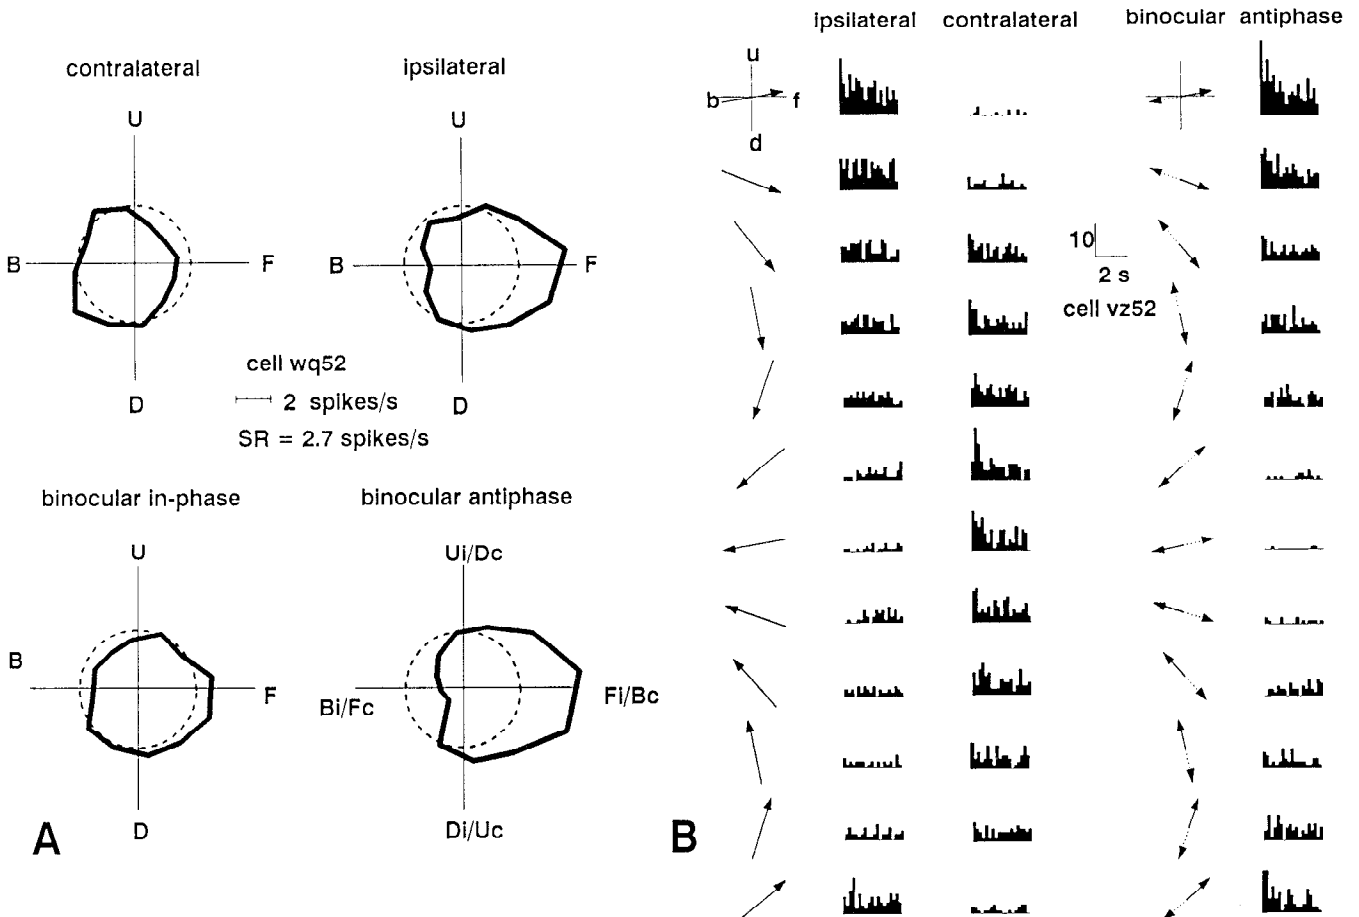 contralateral
ipsilateral
U
U
B
F
B
F
D
D
cell wq52
2 spikes/s
SR = 2.7 spikes/s
binocular in-phase
binocular antiphase
U
Ui/Dc
B
F
Bi/Fc
Fi/Bc
D
Di/Uc
A
ipsilateral contralateral binocular antiphase
u
b f
d
10
2 s
cell vz52
B